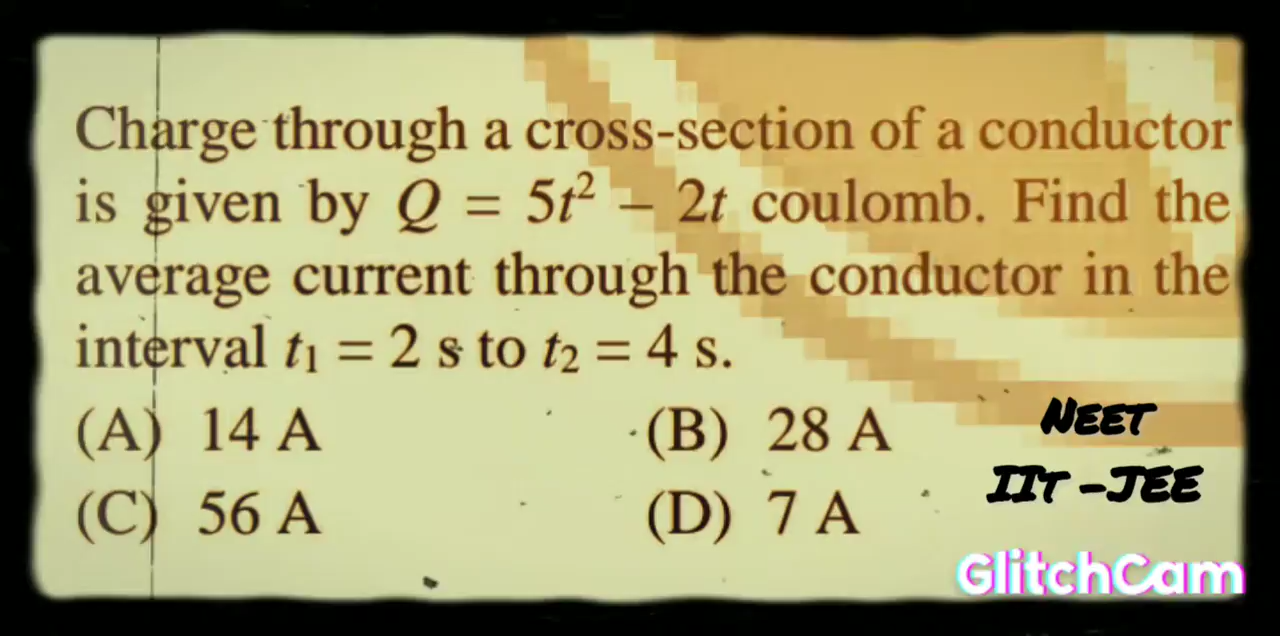 Charge through a cross-section of a conductor
is given by Q = 5t² – 2t coulomb. Find the
average current through the conductor in the
interval t₁ = 2 s to t₂ = 4 s.
(A) 14 A (B) 28 A
(C) 56 A (D) 7 A
NEET
IIT-JEE
GlitchCam